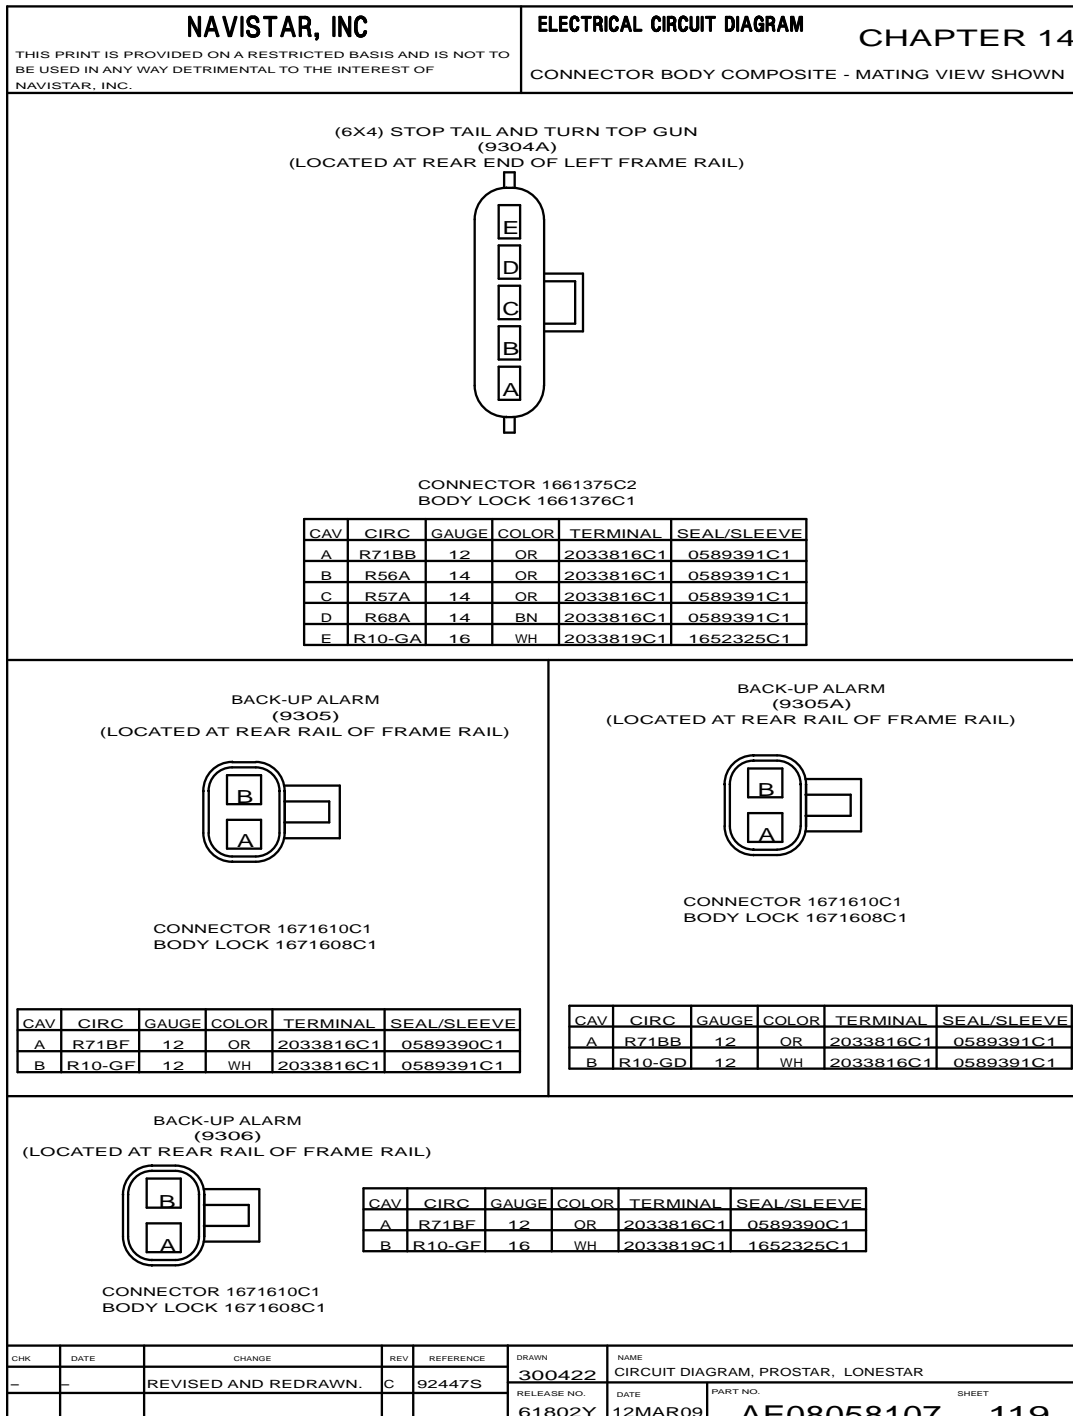 NAVISTAR, INC
THIS PRINT IS PROVIDED ON A RESTRICTED BASIS AND IS NOT TO
BE USED IN ANY WAY DETRIMENTAL TO THE INTEREST OF
NAVISTAR, INC.
ELECTRICAL CIRCUIT DIAGRAM
CHAPTER 14
CONNECTOR BODY COMPOSITE - MATING VIEW SHOWN
(6X4) STOP TAIL AND TURN TOP GUN
(9304A)
(LOCATED AT REAR END OF LEFT FRAME RAIL)
E
D
C
B
A
CONNECTOR 1661375C2
BODY LOCK 1661376C1
CAV CIRC GAUGE COLOR TERMINAL SEAL/SLEEVE
A R71BB 12 OR 2033816C1 0589391C1
B R56A 14 OR 2033816C1 0589391C1
C R57A 14 OR 2033816C1 0589391C1
D R68A 14 BN 2033816C1 0589391C1
E R10-GA 16 WH 2033819C1 1652325C1
BACK-UP ALARM
(9305)
(LOCATED AT REAR RAIL OF FRAME RAIL)
B
A
CONNECTOR 1671610C1
BODY LOCK 1671608C1
CAV CIRC GAUGE COLOR TERMINAL SEAL/SLEEVE
A R71BF 12 OR 2033816C1 0589390C1
B R10-GF 12 WH 2033816C1 0589391C1
BACK-UP ALARM
(9305A)
(LOCATED AT REAR RAIL OF FRAME RAIL)
B
A
CONNECTOR 1671610C1
BODY LOCK 1671608C1
CAV CIRC GAUGE COLOR TERMINAL SEAL/SLEEVE
A R71BB 12 OR 2033816C1 0589391C1
B R10-GD 12 WH 2033816C1 0589391C1
BACK-UP ALARM
(9306)
(LOCATED AT REAR RAIL OF FRAME RAIL)
B
A
CONNECTOR 1671610C1
BODY LOCK 1671608C1
CAV CIRC GAUGE COLOR TERMINAL SEAL/SLEEVE
A R71BF 12 OR 2033816C1 0589390C1
B R10-GF 16 WH 2033819C1 1652325C1
CHK DATE CHANGE REV REFERENCE
– – REVISED AND REDRAWN. C 92447S
DRAWN
300422
NAME
CIRCUIT DIAGRAM, PROSTAR, LONESTAR
RELEASE NO.
61802Y
DATE
12MAR09
PART NO.
AE08058107
SHEET
119